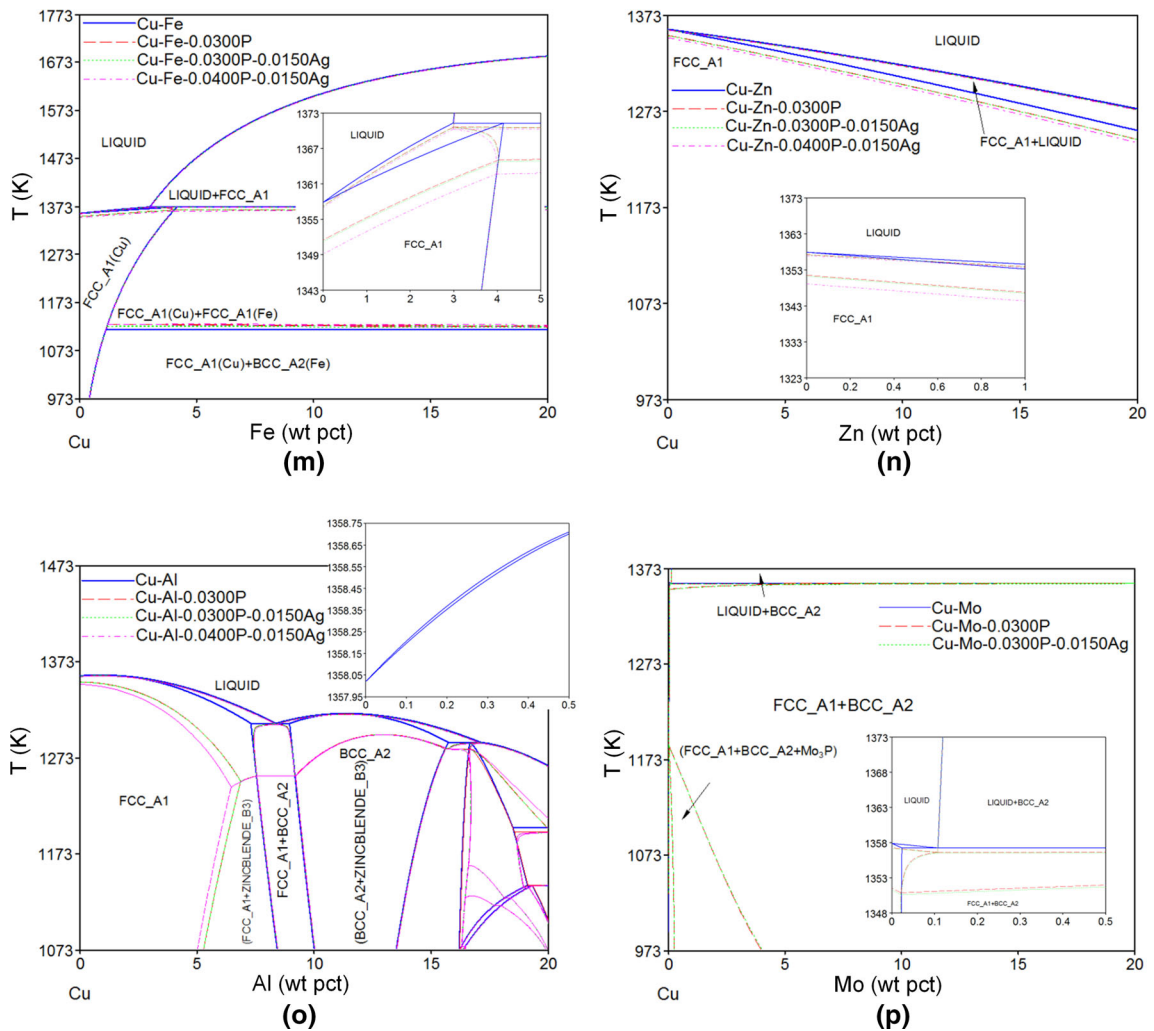 1773
1673
1573
1473
1373
1273
1173
1073
973
T (K)
Cu-Fe
Cu-Fe-0.0300P
Cu-Fe-0.0300P-0.0150Ag
Cu-Fe-0.0400P-0.0150Ag
LIQUID
LIQUID+FCC_A1
FCC_A1(Cu)
FCC_A1(Cu)+FCC_A1(Fe)
FCC_A1(Cu)+BCC_A2(Fe)
1373
1367
1361
1355
1349
1343
LIQUID
FCC_A1
0 1 2 3 4 5
0 5 10 15 20
Cu
Fe (wt pct)
(m)
1373
1273
1173
1073
973
T (K)
LIQUID
FCC_A1
Cu-Zn
Cu-Zn-0.0300P
Cu-Zn-0.0300P-0.0150Ag
Cu-Zn-0.0400P-0.0150Ag
FCC_A1+LIQUID
1373
1363
1353
1343
1333
1323
LIQUID
FCC_A1
0 0.2 0.4 0.6 0.8 1
0 5 10 15 20
Cu
Zn (wt pct)
(n)
1473
1373
1273
1173
1073
T (K)
Cu-Al
Cu-Al-0.0300P
Cu-Al-0.0300P-0.0150Ag
Cu-Al-0.0400P-0.0150Ag
1358.75
1358.65
1358.55
1358.45
1358.35
1358.25
1358.15
1358.05
1357.95
0 0.1 0.2 0.3 0.4 0.5
LIQUID
FCC_A1
(FCC_A1+ZINCBLENDE_B3)
FCC_A1+BCC_A2
BCC_A2
(BCC_A2+ZINCBLENDE_B3)
0 5 10 15 20
Cu
Al (wt pct)
(o)
1373
1273
1173
1073
973
T (K)
LIQUID+BCC_A2
Cu-Mo
Cu-Mo-0.0300P
Cu-Mo-0.0300P-0.0150Ag
FCC_A1+BCC_A2
(FCC_A1+BCC_A2+Mo₃P)
1373
1368
1363
1358
1353
1348
LIQUID
LIQUID+BCC_A2
FCC_A1+BCC_A2
0 0.1 0.2 0.3 0.4 0.5
0 5 10 15 20
Cu
Mo (wt pct)
(p)